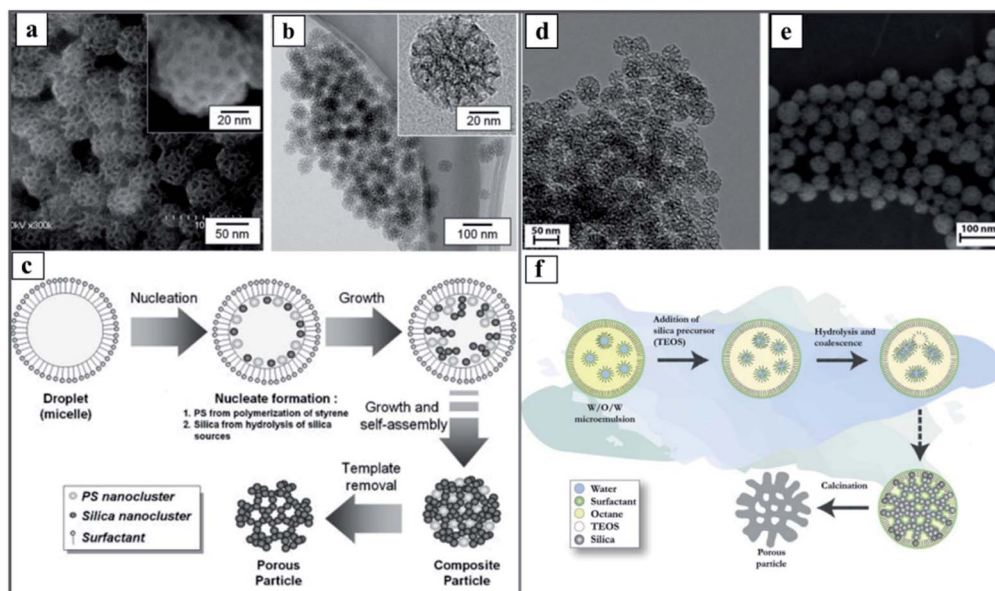 a
20 nm
0kV x300k
10
50 nm
b
20 nm
100 nm
d
50 nm
e
100 nm
c
Nucleation
Growth
Droplet
(micelle)
Nucleate formation :
1. PS from polymerization of styrene
2. Silica from hydrolysis of silica
sources
Growth and
self-assembly
Template
removal
PS nanocluster
Silica nanocluster
Surfactant
Porous
Particle
Composite
Particle
f
Addition of
silica precursor
(TEOS)
Hydrolysis and
coalescence
W/O/W
microemulsion
Water
Surfactant
Octane
TEOS
Silica
Calcination
Porous
particle